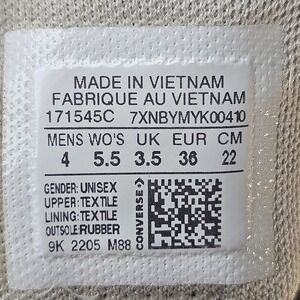 MADE IN VIETNAM
FABRIQUE AU VIETNAM
171545C 7XNBYMYK00410
MENS WO'S UK EUR CM
4 5.5 3.5 36 22
GENDER: UNISEX
UPPER: TEXTILE
LINING: TEXTILE
OUTSOLE: RUBBER
9K 2205 M88
CONVERSE